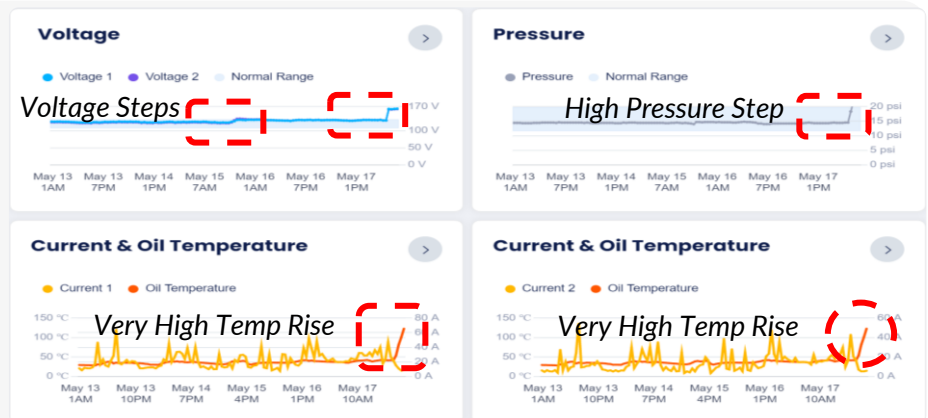 Voltage
>
Voltage 1 Voltage 2 Normal Range
Voltage Steps
170 V
100 V
50 V
0 V
May 13 May 13 May 14 May 15 May 16 May 16 May 17
1AM 7PM 1PM 7AM 1AM 7PM 1PM
Pressure
>
Pressure Normal Range
High Pressure Step
20 psi
15 psi
10 psi
5 psi
0 psi
May 13 May 13 May 14 May 15 May 16 May 16 May 17
1AM 7PM 1PM 7AM 1AM 7PM 1PM
Current & Oil Temperature
>
Current 1 Oil Temperature
Very High Temp Rise
150 °C 80 A
100 °C
50 °C 20 A
0 °C 0 A
May 13 May 13 May 14 May 15 May 16 May 17
1AM 10PM 7PM 4PM 1PM 10AM
Current & Oil Temperature
>
Current 2 Oil Temperature
Very High Temp Rise
150 °C
100 °C
50 °C
0 °C 0 A
May 13 May 13 May 14 May 15 May 16 May 17
1AM 10PM 7PM 4PM 1PM 10AM